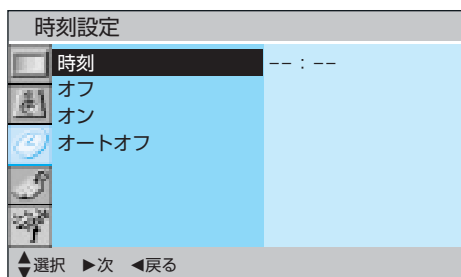 時刻設定
時刻 −− : −−
オフ
オン
オートオフ
▲▼選択 ▶次 ◀戻る